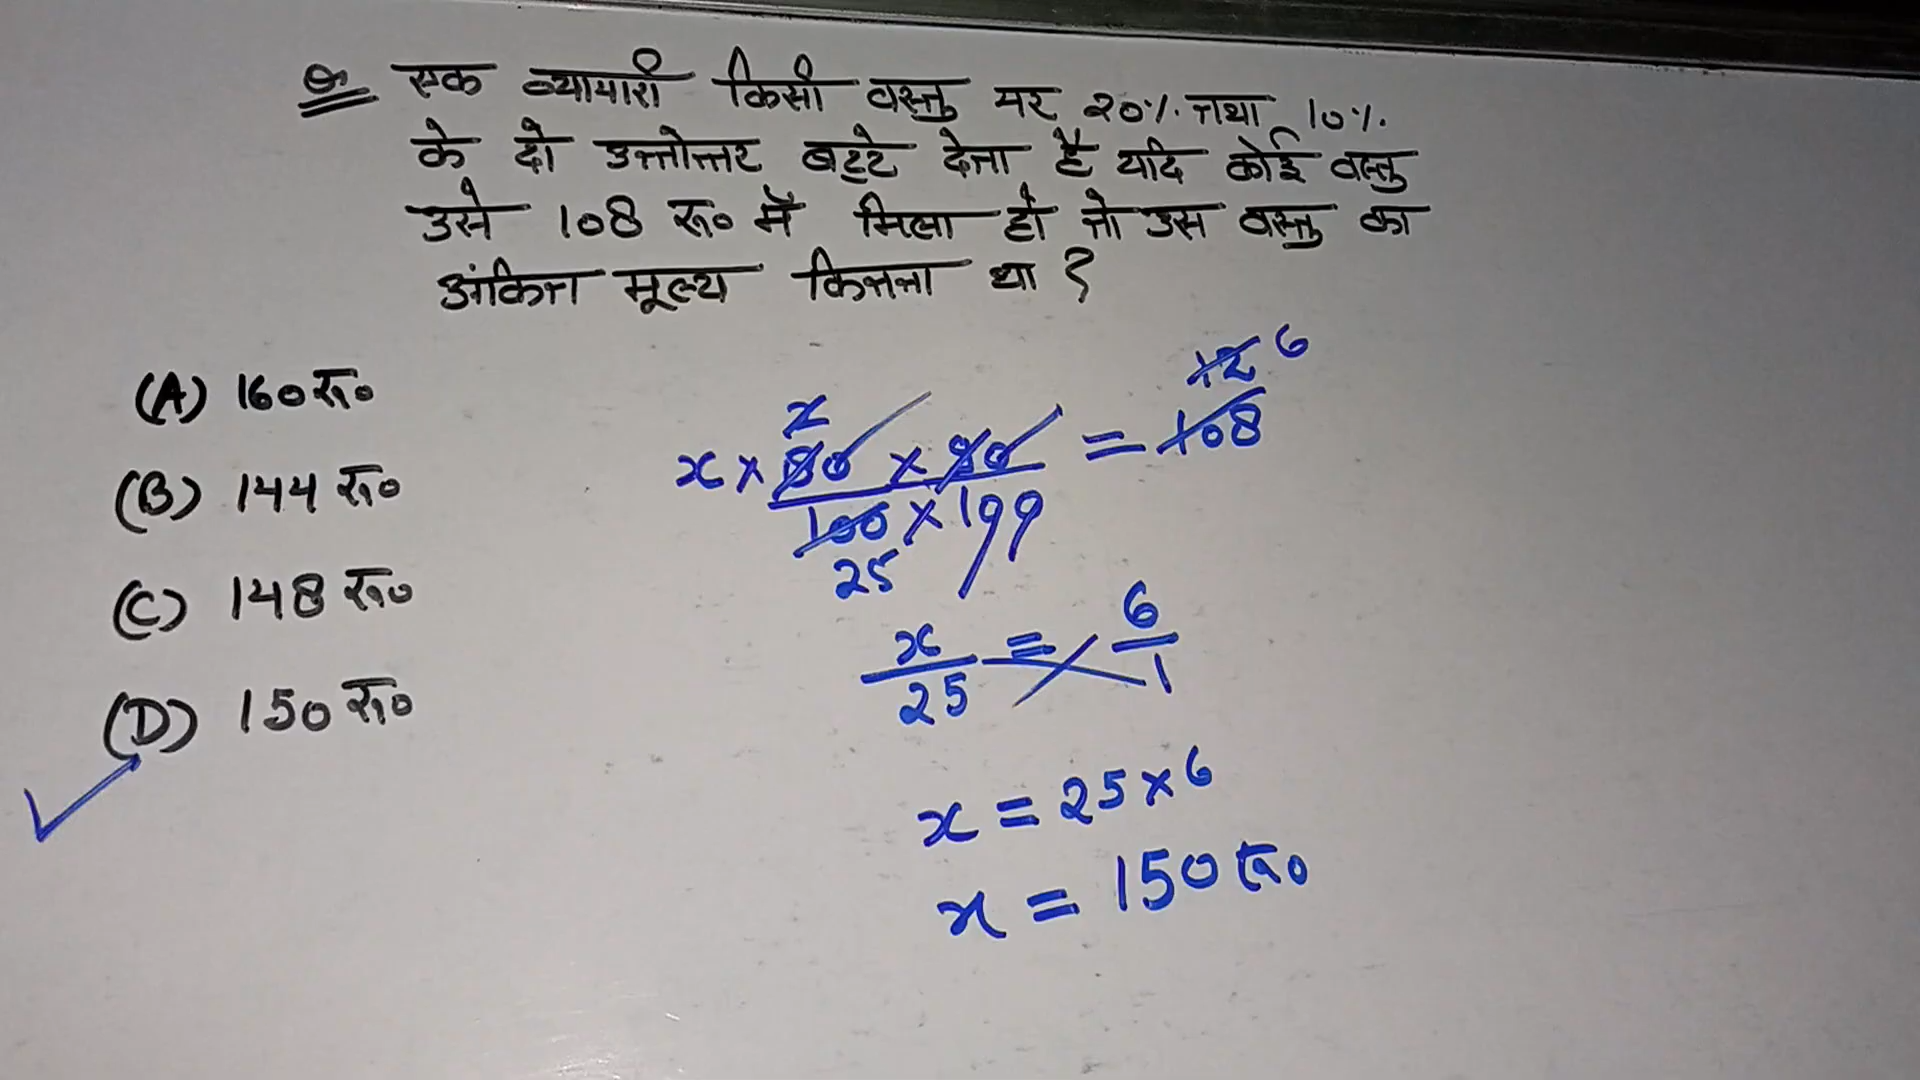 Q. एक व्यापारी किसी वस्तु पर 20% तथा 10%
के दो उत्तोत्तर बट्टे देता है यदि कोई वस्तु
उसे 108 रू० में मिला हो तो उस वस्तु का
अंकित मूल्य कितना था ?
(A) 160 रू०
(B) 144 रू०
(C) 148 रू०
(D) 150 रू०
12 6
x × 80 × 90 = 108
100 × 100
25
x/25 = 6/1
x = 25 × 6
x = 150 रू०